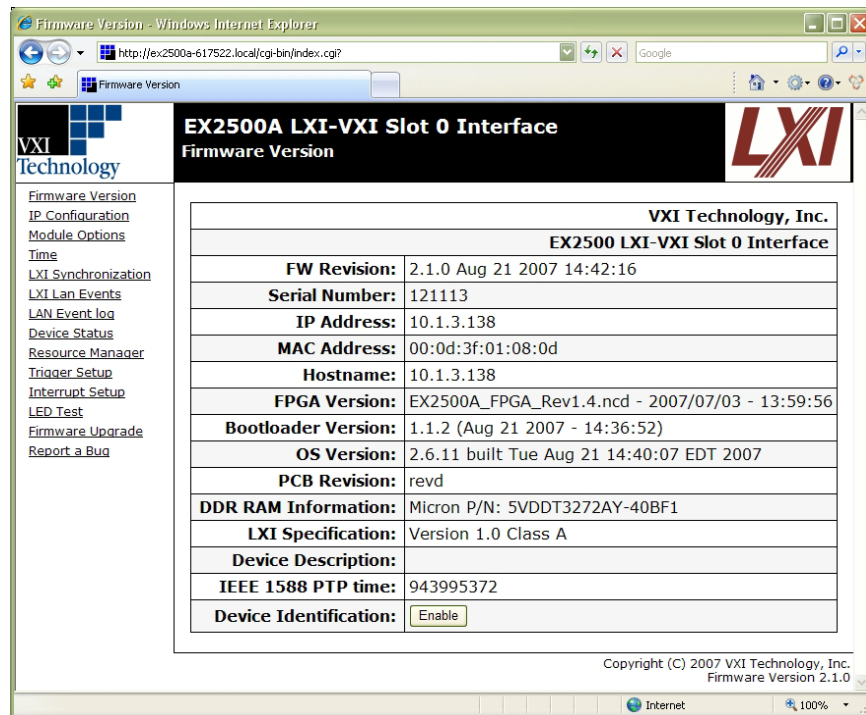 Firmware Version - Windows Internet Explorer
http://ex2500a-617522.local/cgi-bin/index.cgi?
Google
Firmware Version
VXI
Technology
EX2500A LXI-VXI Slot 0 Interface
Firmware Version
LXI
Firmware Version
IP Configuration
Module Options
Time
LXI Synchronization
LXI Lan Events
LAN Event log
Device Status
Resource Manager
Trigger Setup
Interrupt Setup
LED Test
Firmware Upgrade
Report a Bug
VXI Technology, Inc.
EX2500 LXI-VXI Slot 0 Interface
FW Revision: 2.1.0 Aug 21 2007 14:42:16
Serial Number: 121113
IP Address: 10.1.3.138
MAC Address: 00:0d:3f:01:08:0d
Hostname: 10.1.3.138
FPGA Version: EX2500A_FPGA_Rev1.4.ncd - 2007/07/03 - 13:59:56
Bootloader Version: 1.1.2 (Aug 21 2007 - 14:36:52)
OS Version: 2.6.11 built Tue Aug 21 14:40:07 EDT 2007
PCB Revision: revd
DDR RAM Information: Micron P/N: 5VDDT3272AY-40BF1
LXI Specification: Version 1.0 Class A
Device Description:
IEEE 1588 PTP time: 943995372
Device Identification: Enable
Copyright (C) 2007 VXI Technology, Inc.
Firmware Version 2.1.0
Internet
100%